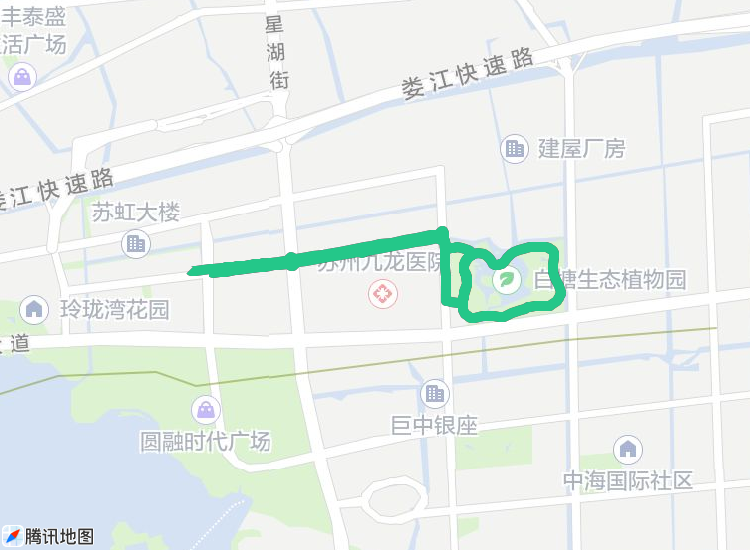 丰泰盛
活广场
星湖街
娄江快速路
建屋厂房
娄江快速路
苏虹大楼
苏州九龙医院
白塘生态植物园
玲珑湾花园
道
巨中银座
圆融时代广场
中海国际社区
腾讯地图